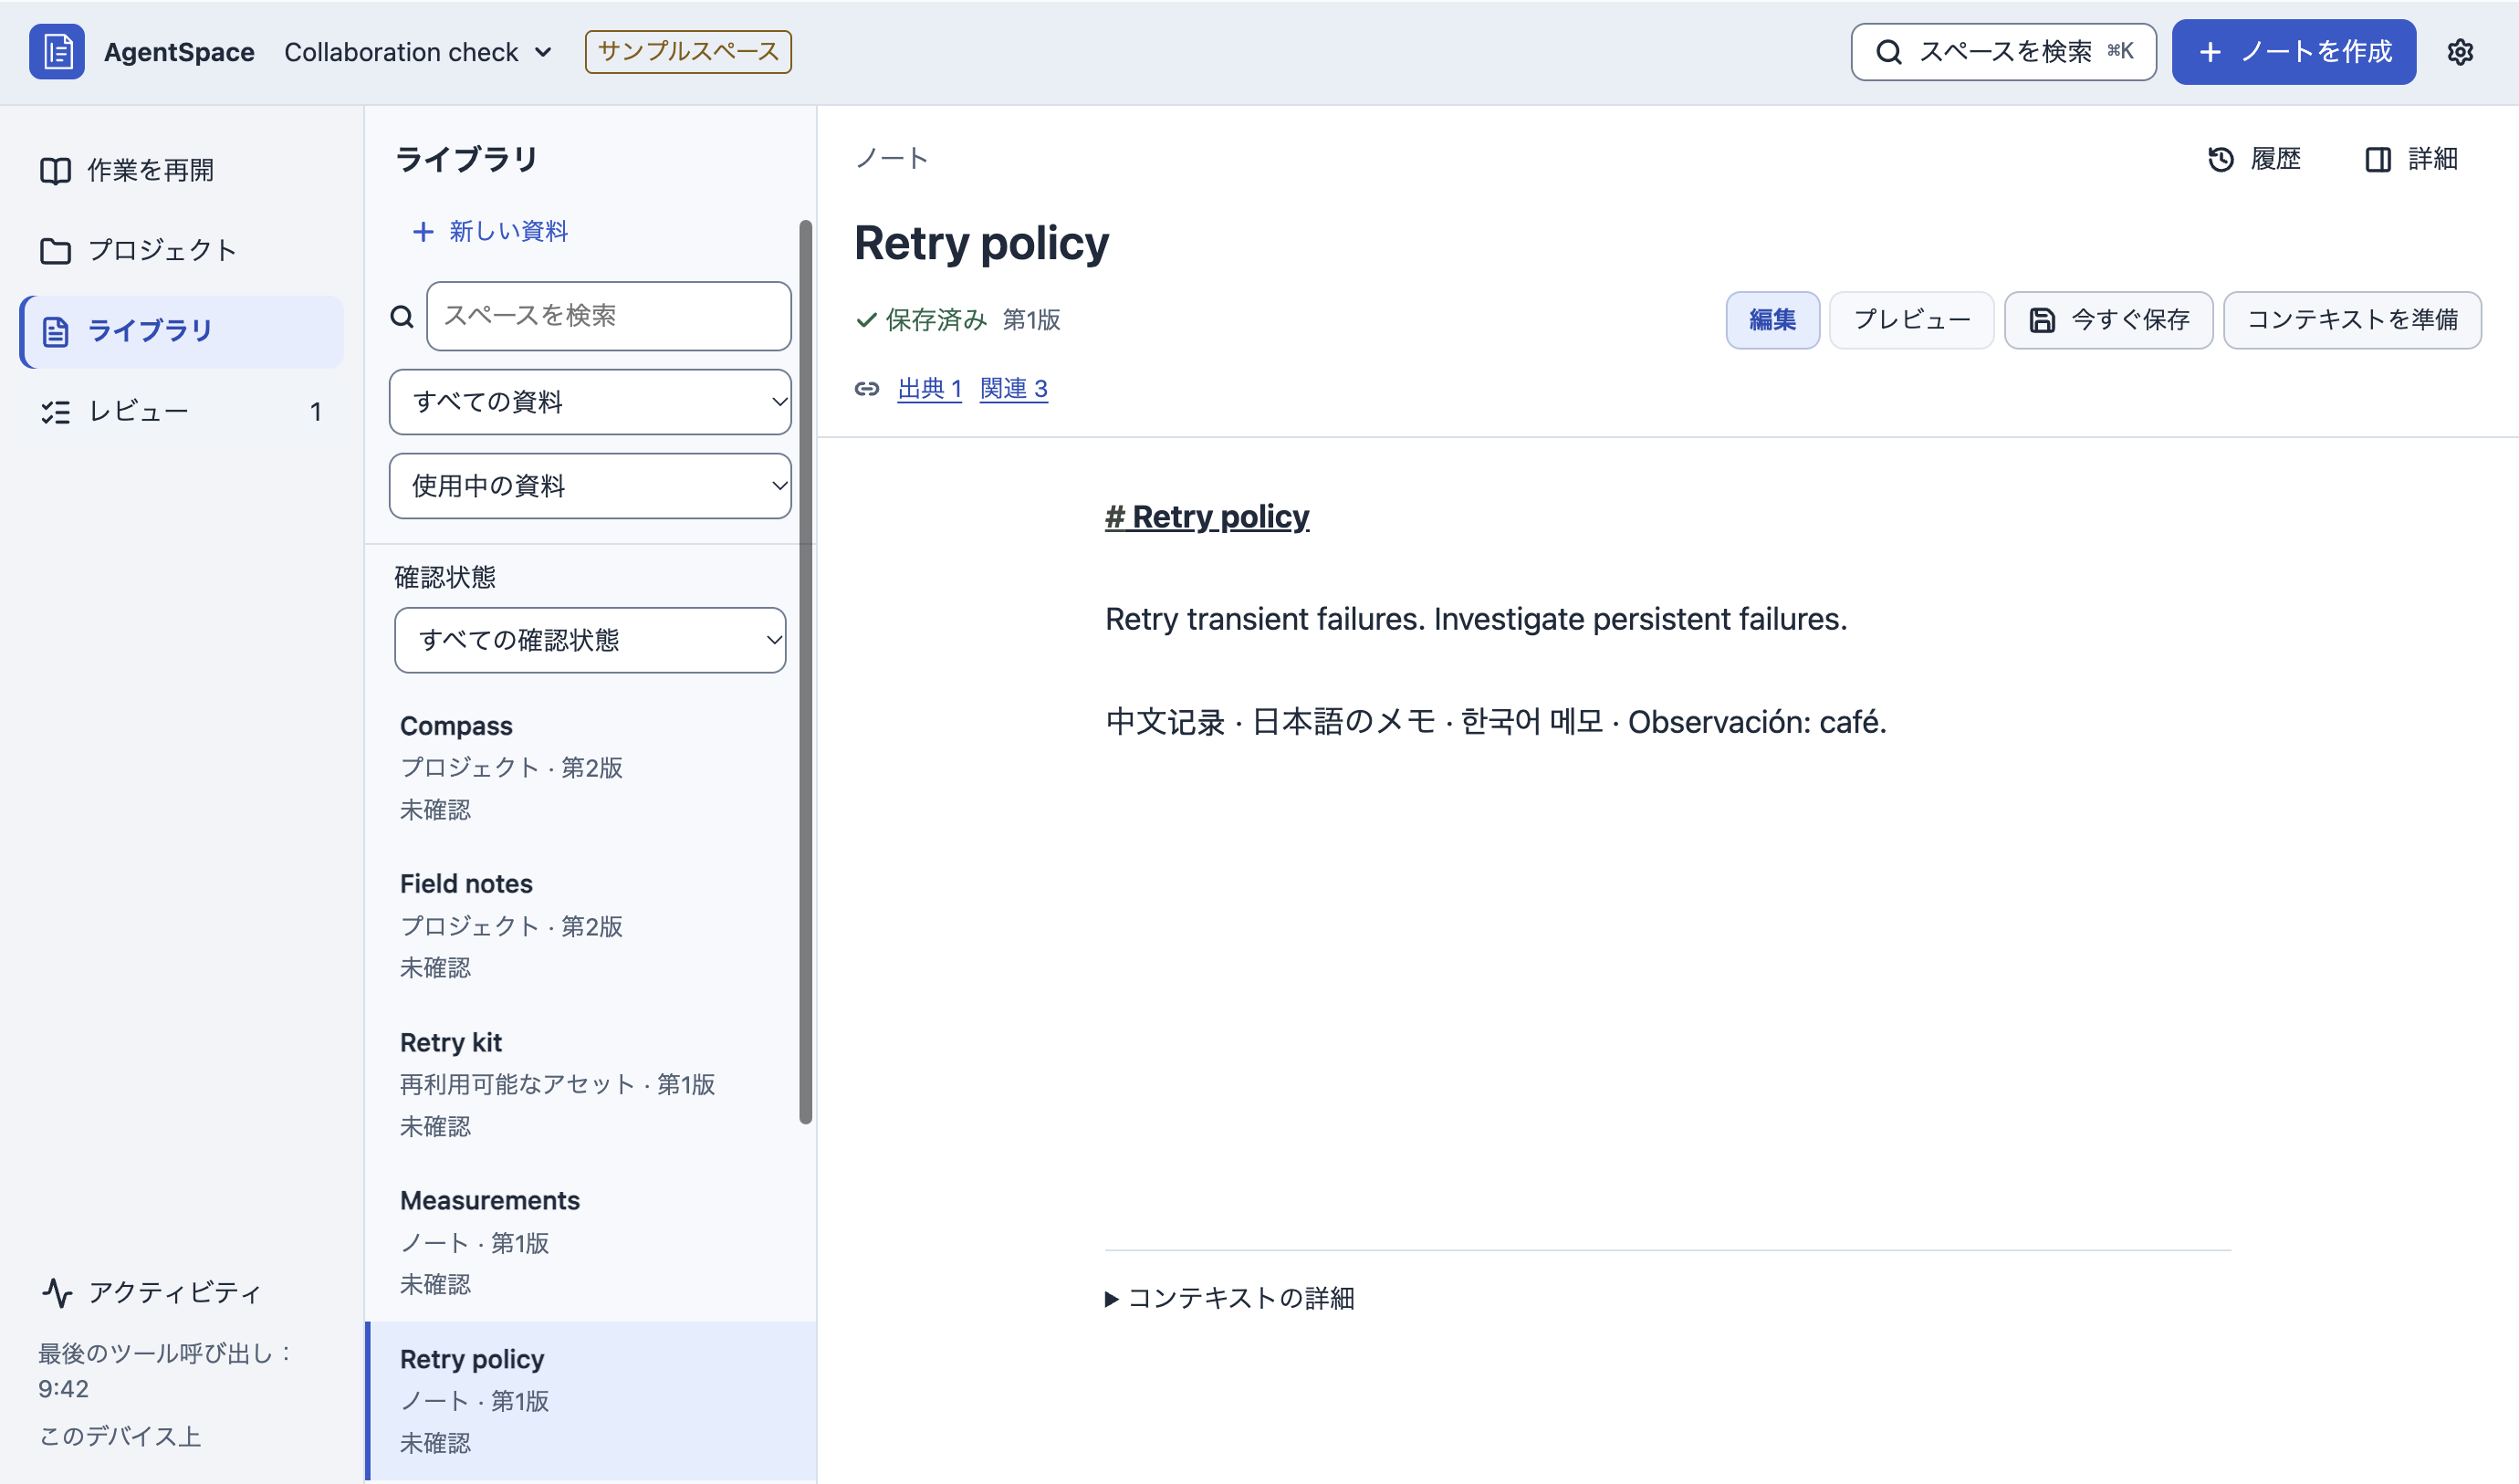 AgentSpace
Collaboration check
サンプルスペース
スペースを検索 ⌘K
ノートを作成
作業を再開
プロジェクト
ライブラリ
レビュー 1
アクティビティ
最後のツール呼び出し：
9:42
このデバイス上
ライブラリ
新しい資料
スペースを検索
すべての資料
使用中の資料
確認状態
すべての確認状態
Compass
プロジェクト · 第2版
未確認
Field notes
プロジェクト · 第2版
未確認
Retry kit
再利用可能なアセット · 第1版
未確認
Measurements
ノート · 第1版
未確認
Retry policy
ノート · 第1版
未確認
ノート
履歴
詳細
Retry policy
保存済み 第1版
編集
プレビュー
今すぐ保存
コンテキストを準備
出典 1 関連 3
# Retry policy
Retry transient failures. Investigate persistent failures.
中文记录 · 日本語のメモ · 한국어 메모 · Observación: café.
コンテキストの詳細